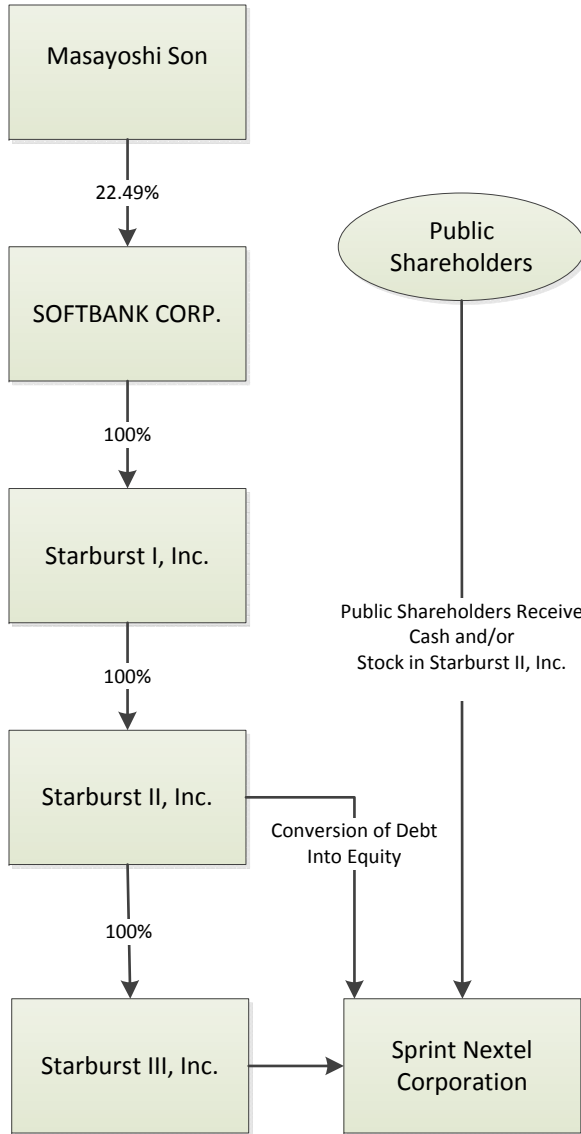 Masayoshi Son
22.49%
Public
Shareholders
SOFTBANK CORP.
100%
Starburst I, Inc.
Public Shareholders Receive
Cash and/or
Stock in Starburst II, Inc.
100%
Starburst II, Inc.
Conversion of Debt
Into Equity
100%
Starburst III, Inc.
Sprint Nextel
Corporation